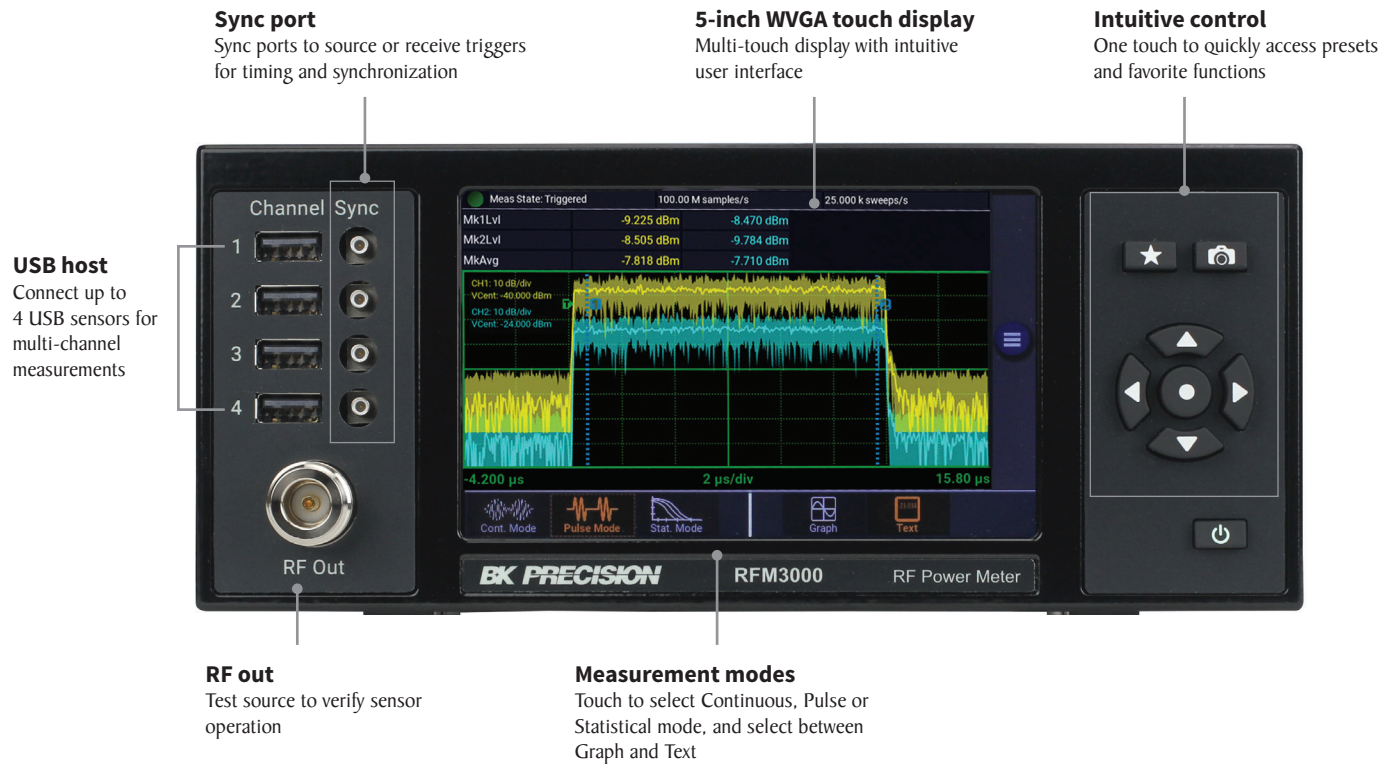 Sync port
Sync ports to source or receive triggers
for timing and synchronization
5-inch WVGA touch display
Multi-touch display with intuitive
user interface
Intuitive control
One touch to quickly access presets
and favorite functions
USB host
Connect up to
4 USB sensors for
multi-channel
measurements
Channel Sync
1
2
3
4
RF Out
Meas State: Triggered 100.00 M samples/s 25.000 k sweeps/s
Mk1Lvl -9.225 dBm -8.470 dBm
Mk2Lvl -8.505 dBm -9.784 dBm
MkAvg -7.818 dBm -7.710 dBm
CH1: 10 dB/div
VCent: -40.000 dBm
CH2: 10 dB/div
VCent: -24.000 dBm
T
-4.200 µs 2 µs/div 15.80 µs
Cont. Mode Pulse Mode Stat. Mode Graph Text
BK PRECISION RFM3000 RF Power Meter
RF out
Test source to verify sensor
operation
Measurement modes
Touch to select Continuous, Pulse or
Statistical mode, and select between
Graph and Text